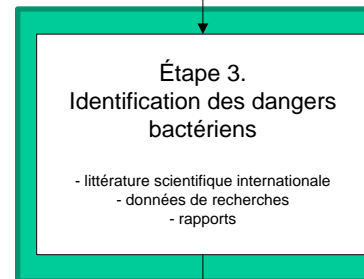 Étape 3.
Identification des dangers
bactériens
- littérature scientifique internationale
- données de recherches
- rapports